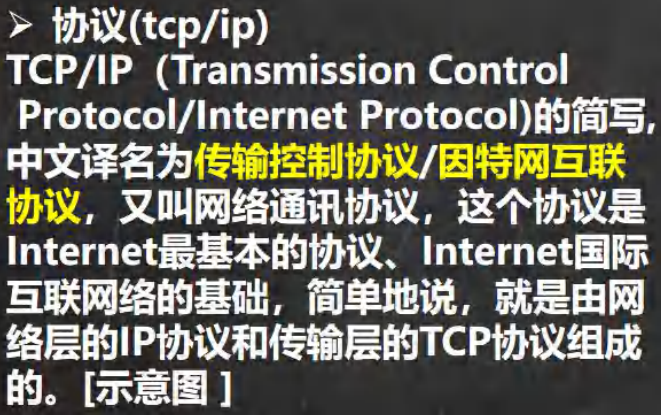 ➢ 协议(tcp/ip)
TCP/IP（Transmission Control
Protocol/Internet Protocol)的简写,
中文译名为传输控制协议/因特网互联
协议，又叫网络通讯协议，这个协议是
Internet最基本的协议、Internet国际
互联网络的基础，简单地说，就是由网
络层的IP协议和传输层的TCP协议组成
的。[示意图 ]